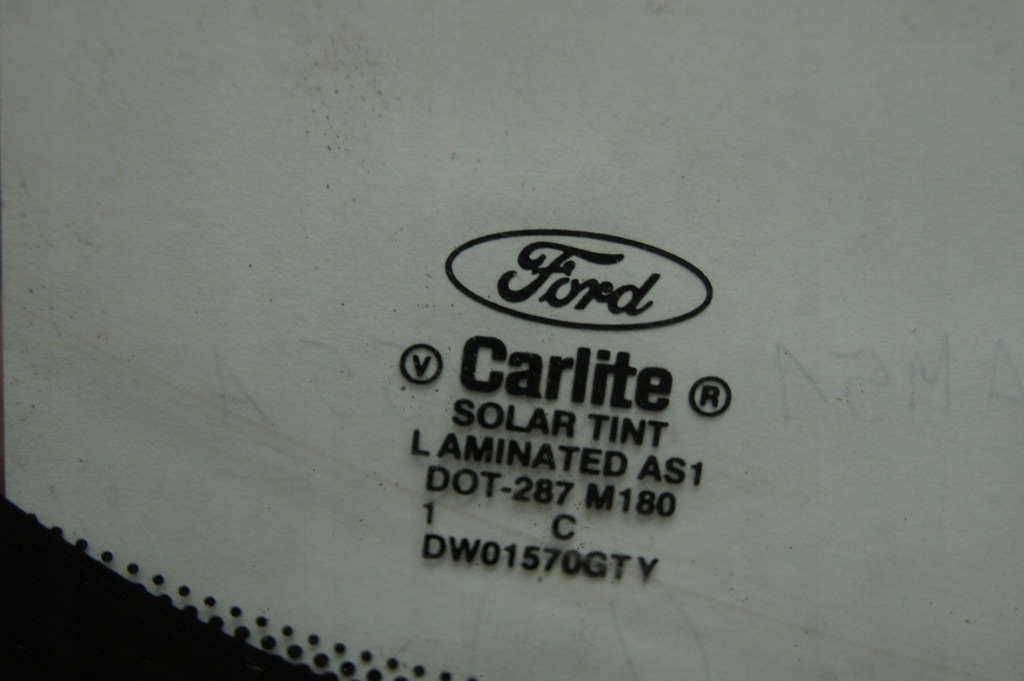 Ford
V Carlite ®
SOLAR TINT
LAMINATED AS1
DOT-287 M180
1 C
DW01570GTY